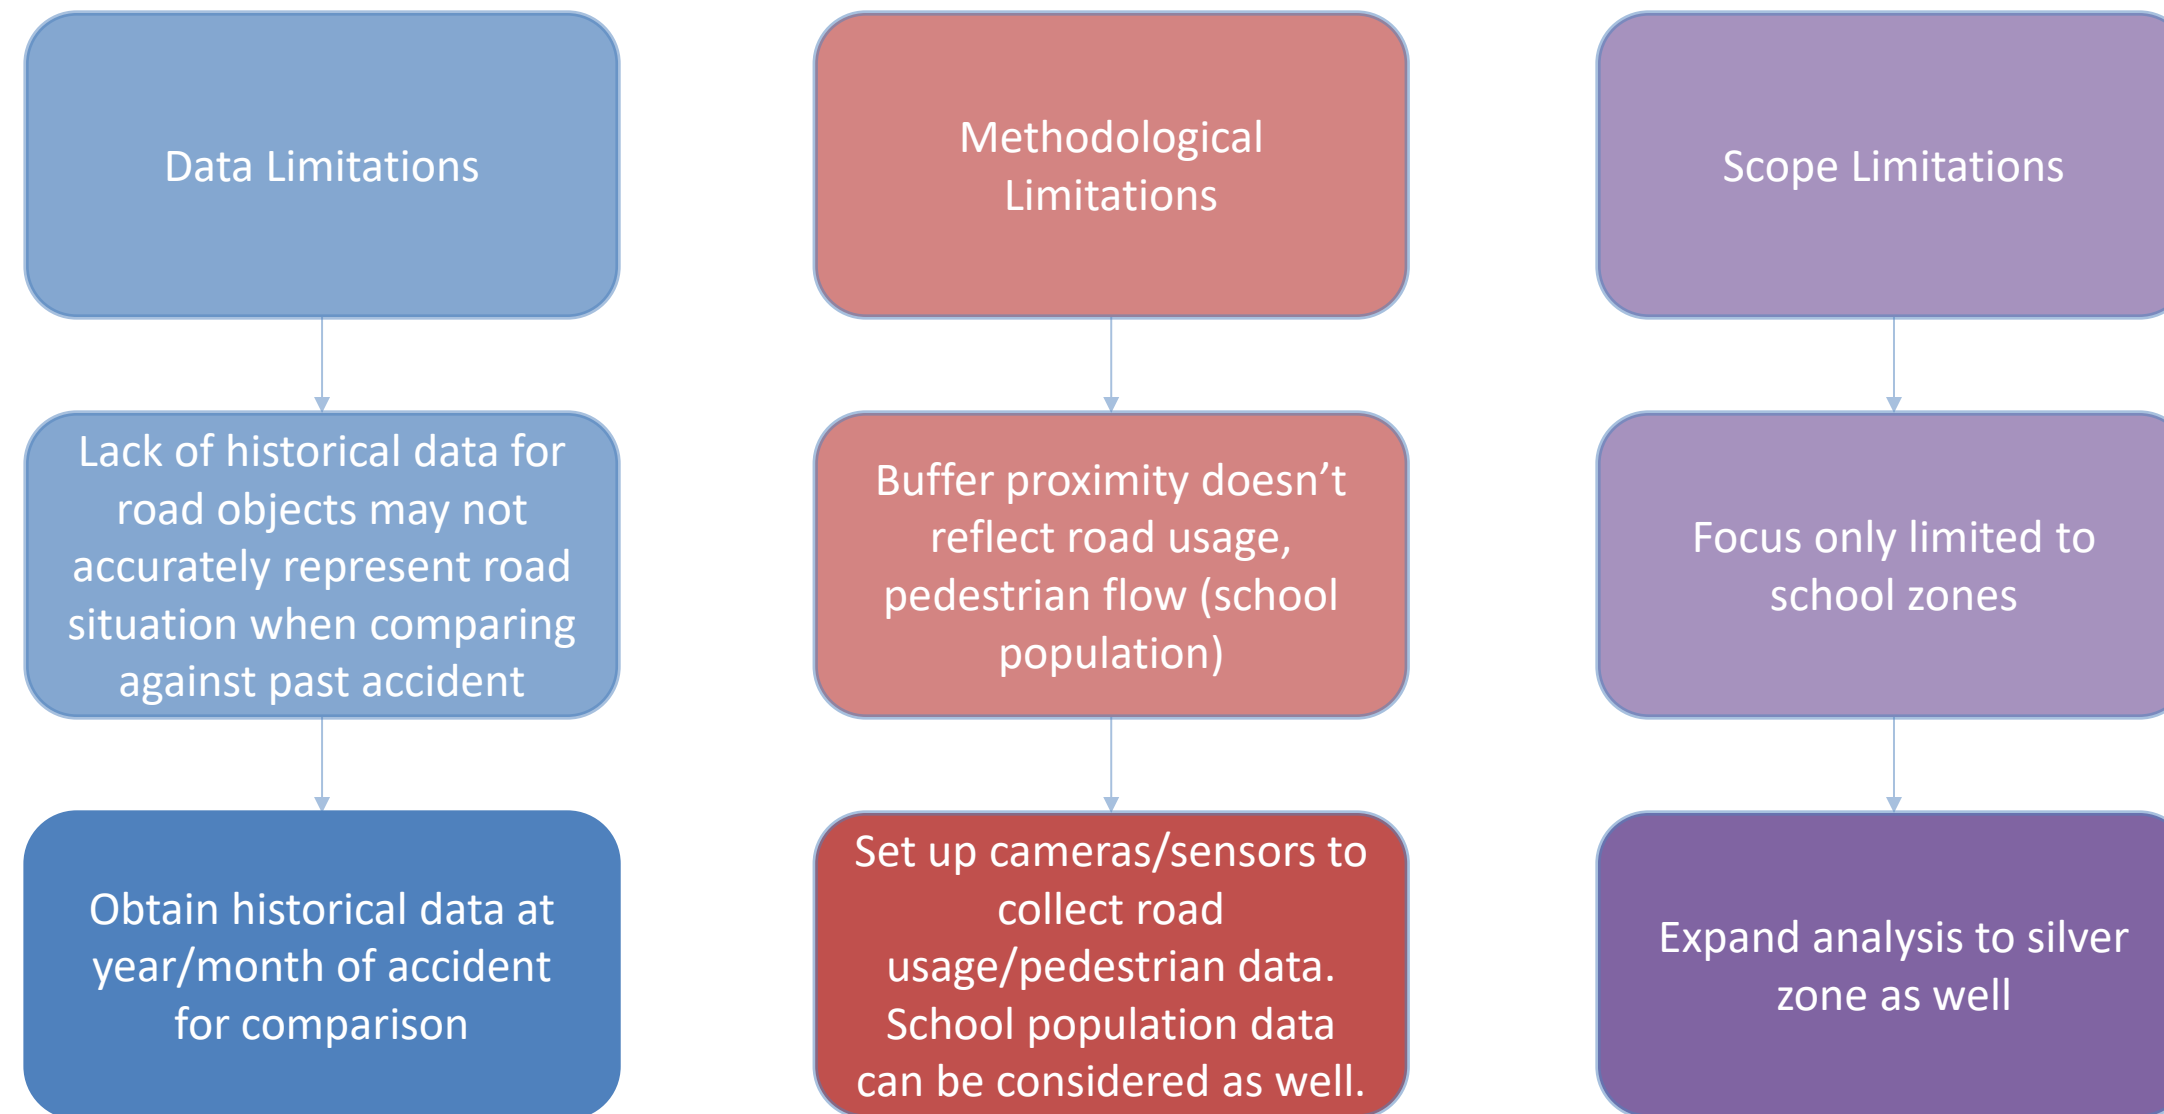 Data Limitations
Methodological
Limitations
Scope Limitations
Lack of historical data for
road objects may not
accurately represent road
situation when comparing
against past accident
Buffer proximity doesn’t
reflect road usage,
pedestrian flow (school
population)
Focus only limited to
school zones
Obtain historical data at
year/month of accident
for comparison
Set up cameras/sensors to
collect road
usage/pedestrian data.
School population data
can be considered as well.
Expand analysis to silver
zone as well